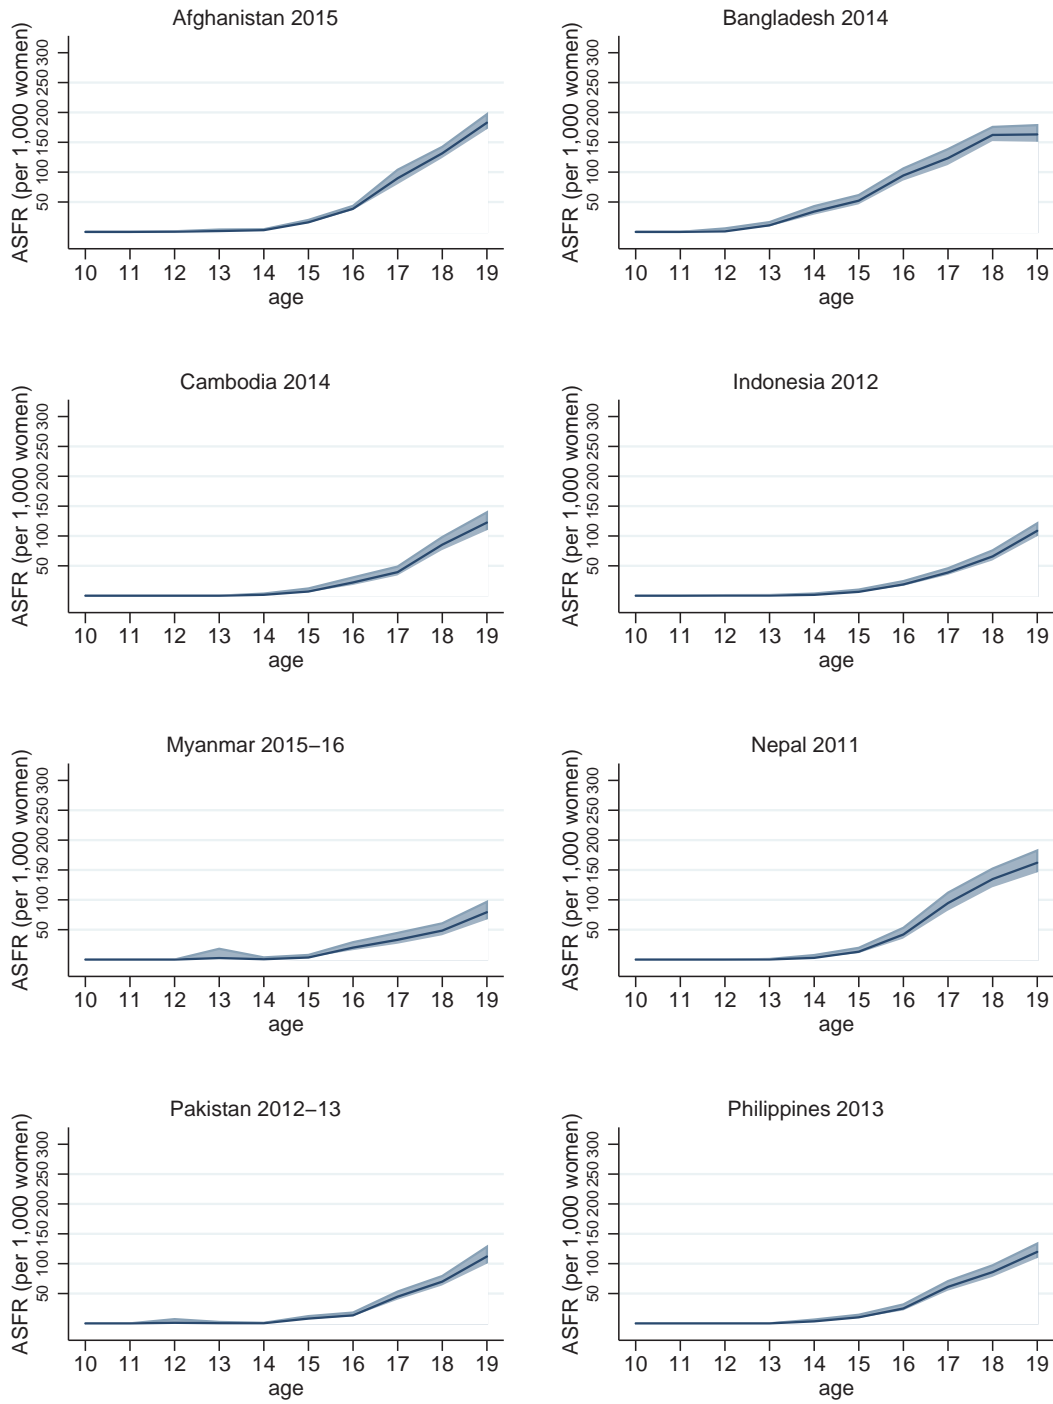 Afghanistan 2015
ASFR (per 1,000 women)
300
250
200
150
100
50
10 11 12 13 14 15 16 17 18 19
age
Bangladesh 2014
ASFR (per 1,000 women)
300
250
200
150
100
50
10 11 12 13 14 15 16 17 18 19
age
Cambodia 2014
ASFR (per 1,000 women)
300
250
200
150
100
50
10 11 12 13 14 15 16 17 18 19
age
Indonesia 2012
ASFR (per 1,000 women)
300
250
200
150
100
50
10 11 12 13 14 15 16 17 18 19
age
Myanmar 2015−16
ASFR (per 1,000 women)
300
250
200
150
100
50
10 11 12 13 14 15 16 17 18 19
age
Nepal 2011
ASFR (per 1,000 women)
300
250
200
150
100
50
10 11 12 13 14 15 16 17 18 19
age
Pakistan 2012−13
ASFR (per 1,000 women)
300
250
200
150
100
50
10 11 12 13 14 15 16 17 18 19
age
Philippines 2013
ASFR (per 1,000 women)
300
250
200
150
100
50
10 11 12 13 14 15 16 17 18 19
age